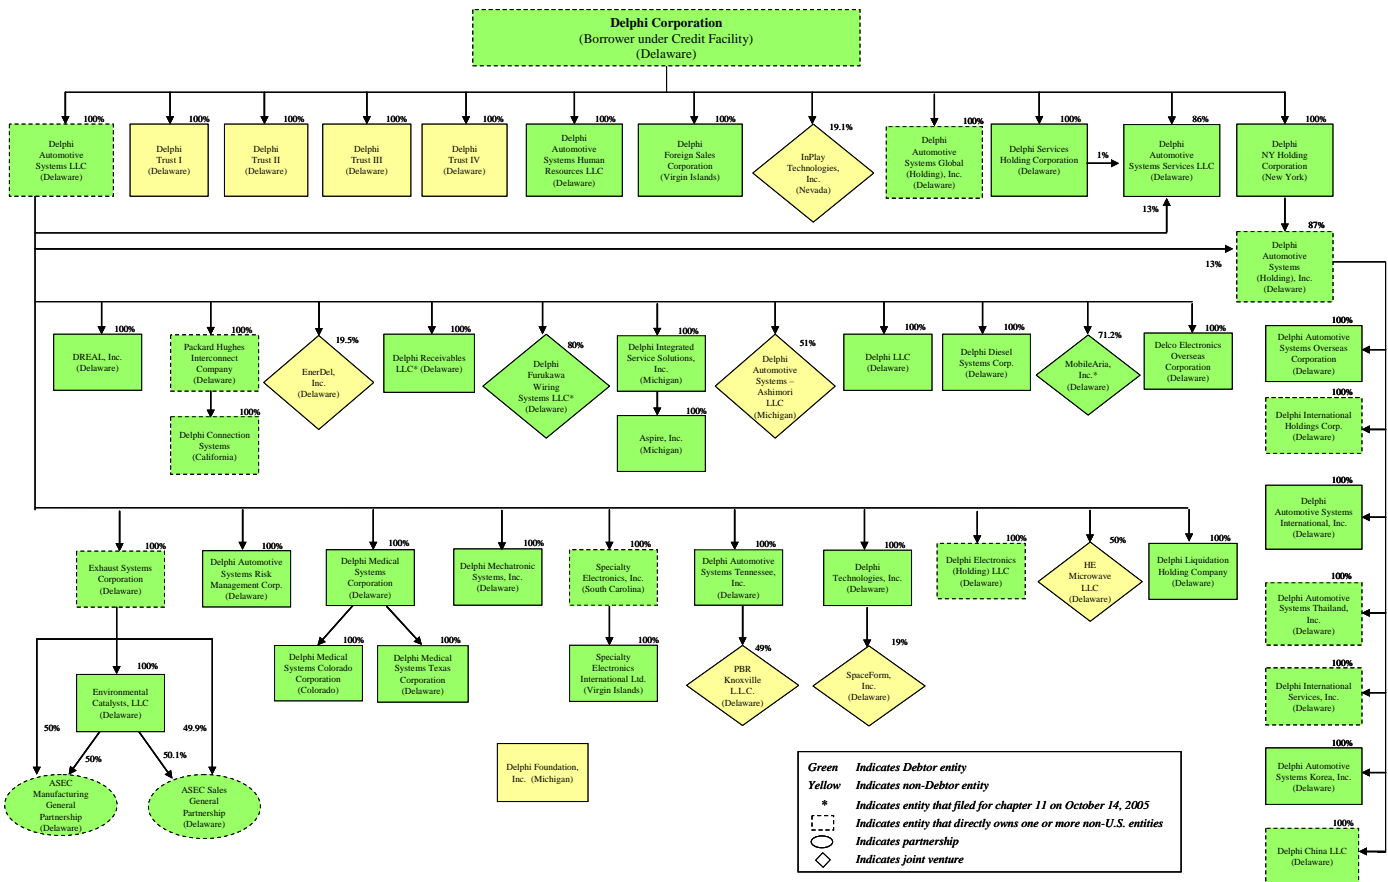 Delphi Corporation
(Borrower under Credit Facility)
(Delaware)
100%
Delphi
Automotive
Systems LLC
(Delaware)
100%
Delphi
Trust I
(Delaware)
100%
Delphi
Trust II
(Delaware)
100%
Delphi
Trust III
(Delaware)
100%
Delphi
Trust IV
(Delaware)
100%
Delphi
Automotive
Systems Human
Resources LLC
(Delaware)
100%
Delphi
Foreign Sales
Corporation
(Virgin Islands)
19.1%
InPlay
Technologies,
Inc.
(Nevada)
100%
Delphi
Automotive
Systems Global
(Holding), Inc.
(Delaware)
100%
Delphi Services
Holding Corporation
(Delaware)
1%
86%
Delphi
Automotive
Systems Services LLC
(Delaware)
13%
100%
Delphi
NY Holding
Corporation
(New York)
87%
13%
Delphi
Automotive
Systems
(Holding), Inc.
(Delaware)
100%
DREAL, Inc.
(Delaware)
100%
Packard Hughes
Interconnect
Company
(Delaware)
100%
Delphi Connection
Systems
(California)
19.5%
EnerDel,
Inc.
(Delaware)
100%
Delphi Receivables
LLC* (Delaware)
80%
Delphi
Furukawa
Wiring
Systems LLC*
(Delaware)
100%
Delphi Integrated
Service Solutions,
Inc.
(Michigan)
100%
Aspire, Inc.
(Michigan)
51%
Delphi
Automotive
Systems –
Ashimori
LLC
(Michigan)
100%
Delphi LLC
(Delaware)
100%
Delphi Diesel
Systems Corp.
(Delaware)
71.2%
MobileAria,
Inc.*
(Delaware)
100%
Delco Electronics
Overseas
Corporation
(Delaware)
100%
Delphi Automotive
Systems Overseas
Corporation
(Delaware)
100%
Delphi International
Holdings Corp.
(Delaware)
100%
Delphi
Automotive Systems
International, Inc.
(Delaware)
100%
Delphi Automotive
Systems Thailand,
Inc.
(Delaware)
100%
Delphi International
Services, Inc.
(Delaware)
100%
Delphi Automotive
Systems Korea, Inc.
(Delaware)
100%
Delphi China LLC
(Delaware)
100%
Exhaust Systems
Corporation
(Delaware)
100%
Environmental
Catalysts, LLC
(Delaware)
50%
50%
50.1%
49.9%
ASEC
Manufacturing
General
Partnership
(Delaware)
ASEC Sales
General
Partnership
(Delaware)
100%
Delphi Automotive
Systems Risk
Management Corp.
(Delaware)
100%
Delphi Medical
Systems
Corporation
(Delaware)
100%
Delphi Medical
Systems Colorado
Corporation
(Colorado)
100%
Delphi Medical
Systems Texas
Corporation
(Delaware)
100%
Delphi Mechatronic
Systems, Inc.
(Delaware)
100%
Specialty
Electronics, Inc.
(South Carolina)
100%
Specialty
Electronics
International Ltd.
(Virgin Islands)
100%
Delphi Automotive
Systems Tennessee,
Inc.
(Delaware)
49%
PBR
Knoxville
L.L.C.
(Delaware)
100%
Delphi
Technologies, Inc.
(Delaware)
19%
SpaceForm,
Inc.
(Delaware)
100%
Delphi Electronics
(Holding) LLC
(Delaware)
50%
HE
Microwave
LLC
(Delaware)
100%
Delphi Liquidation
Holding Company
(Delaware)
Delphi Foundation,
Inc. (Michigan)
Green Indicates Debtor entity
Yellow Indicates non-Debtor entity
* Indicates entity that filed for chapter 11 on October 14, 2005
Indicates entity that directly owns one or more non-U.S. entities
Indicates partnership
Indicates joint venture